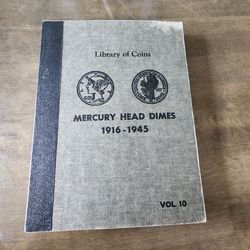 Library of Coins
MERCURY HEAD DIMES
1916-1945
VOL. 10